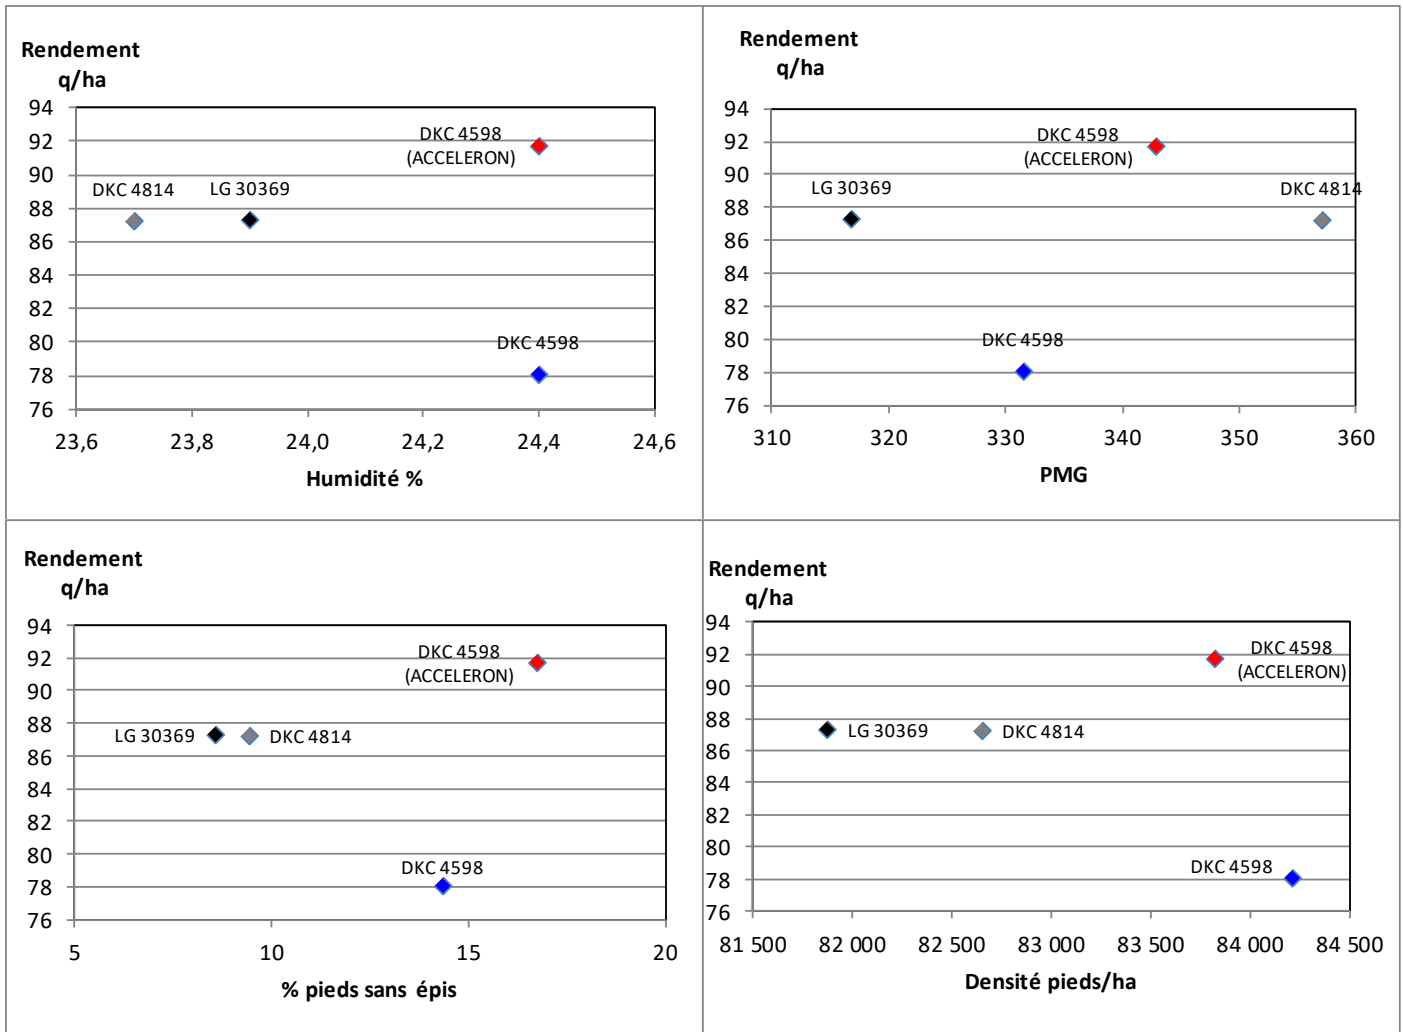 Rendement
q/ha
94
92
90
88
86
84
82
80
78
76
DKC 4598
(ACCELERON)
DKC 4814
LG 30369
DKC 4598
23,6
23,8
24,0
24,2
24,4
24,6
Humidité %
Rendement
q/ha
94
92
90
88
86
84
82
80
78
76
DKC 4598
(ACCELERON)
LG 30369
DKC 4814
DKC 4598
310
320
330
340
350
360
PMG
Rendement
q/ha
94
92
90
88
86
84
82
80
78
76
DKC 4598
(ACCELERON)
LG 30369
DKC 4814
DKC 4598
5
10
15
20
% pieds sans épis
Rendement
q/ha
94
92
90
88
86
84
82
80
78
76
DKC 4598
(ACCELERON)
LG 30369
DKC 4814
DKC 4598
81 500
82 000
82 500
83 000
83 500
84 000
84 500
Densité pieds/ha